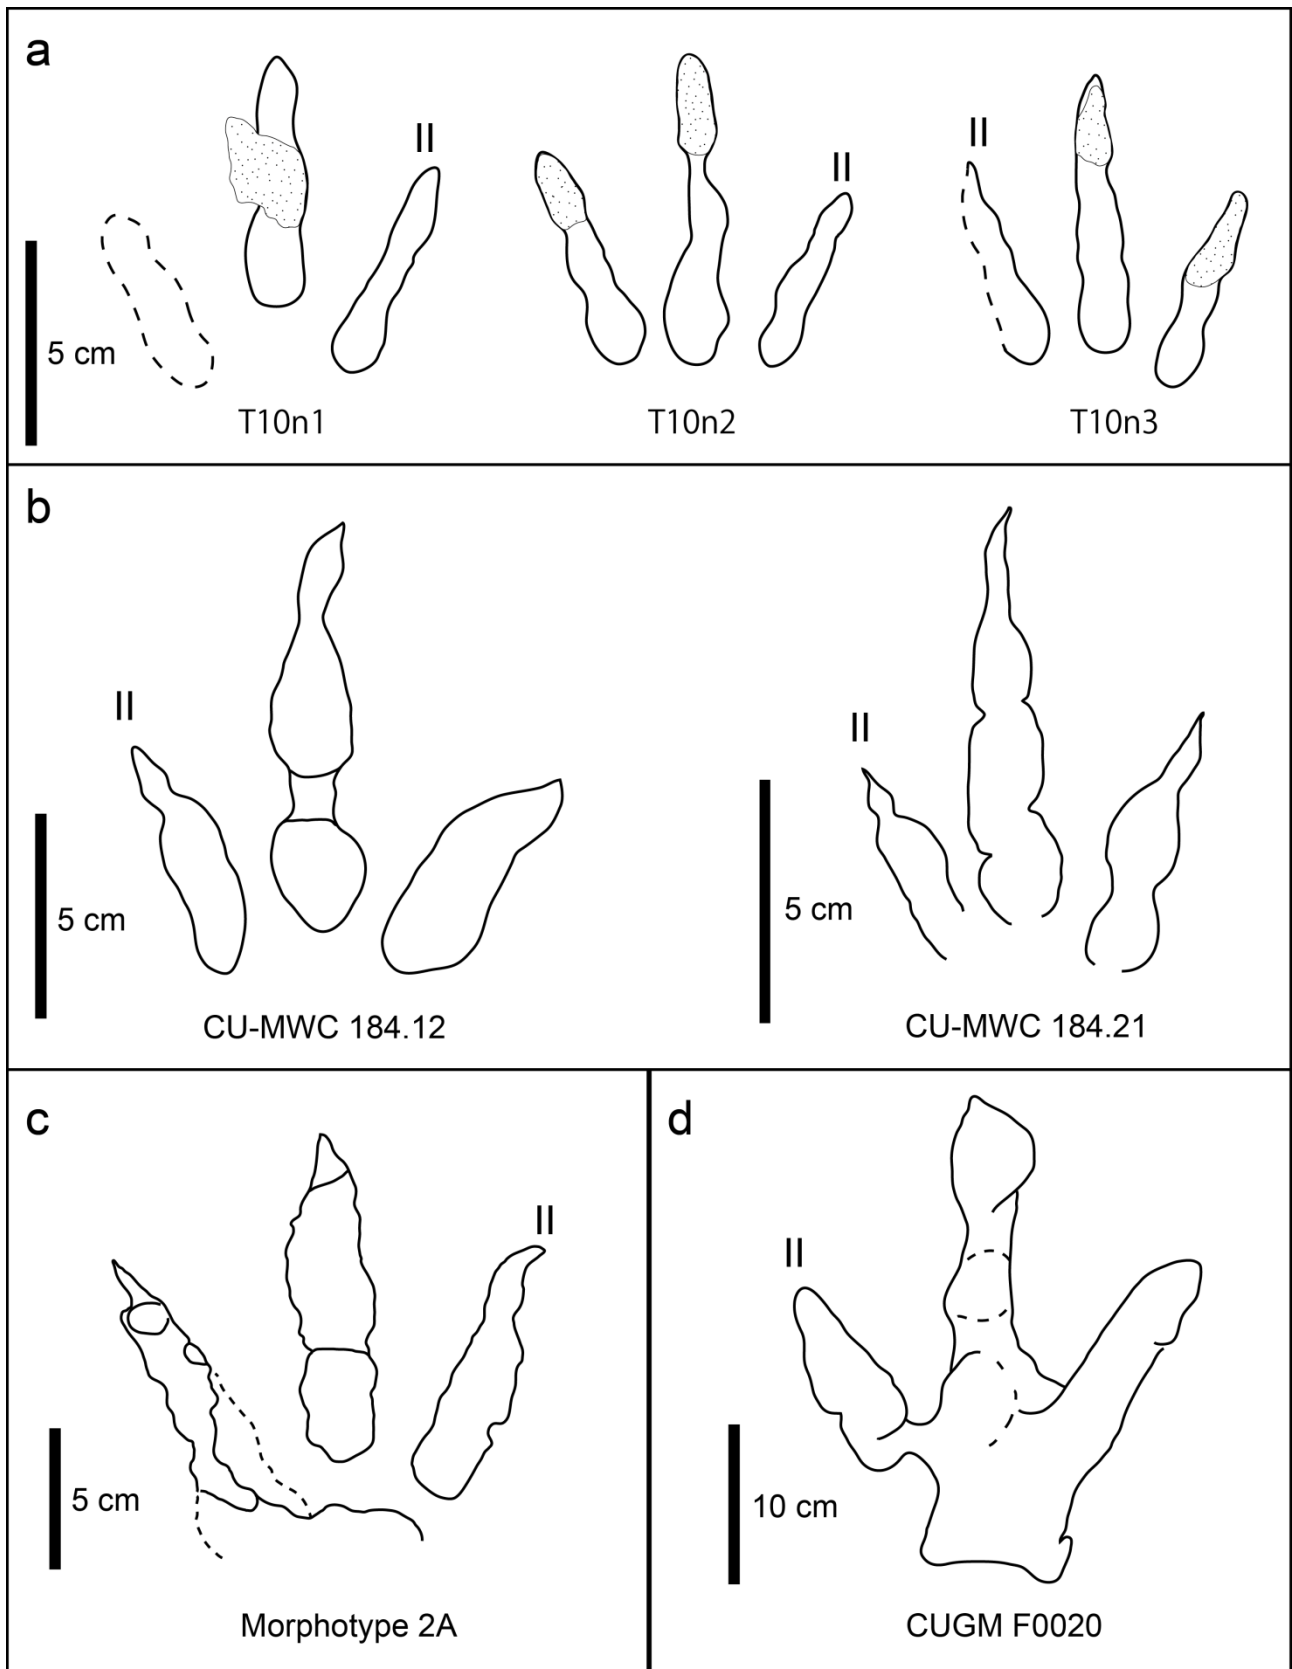 a
II
II
II
5 cm
T10n1
T10n2
T10n3
b
II
II
5 cm
5 cm
CU-MWC 184.12
CU-MWC 184.21
c
II
5 cm
Morphotype 2A
d
II
10 cm
CUGM F0020